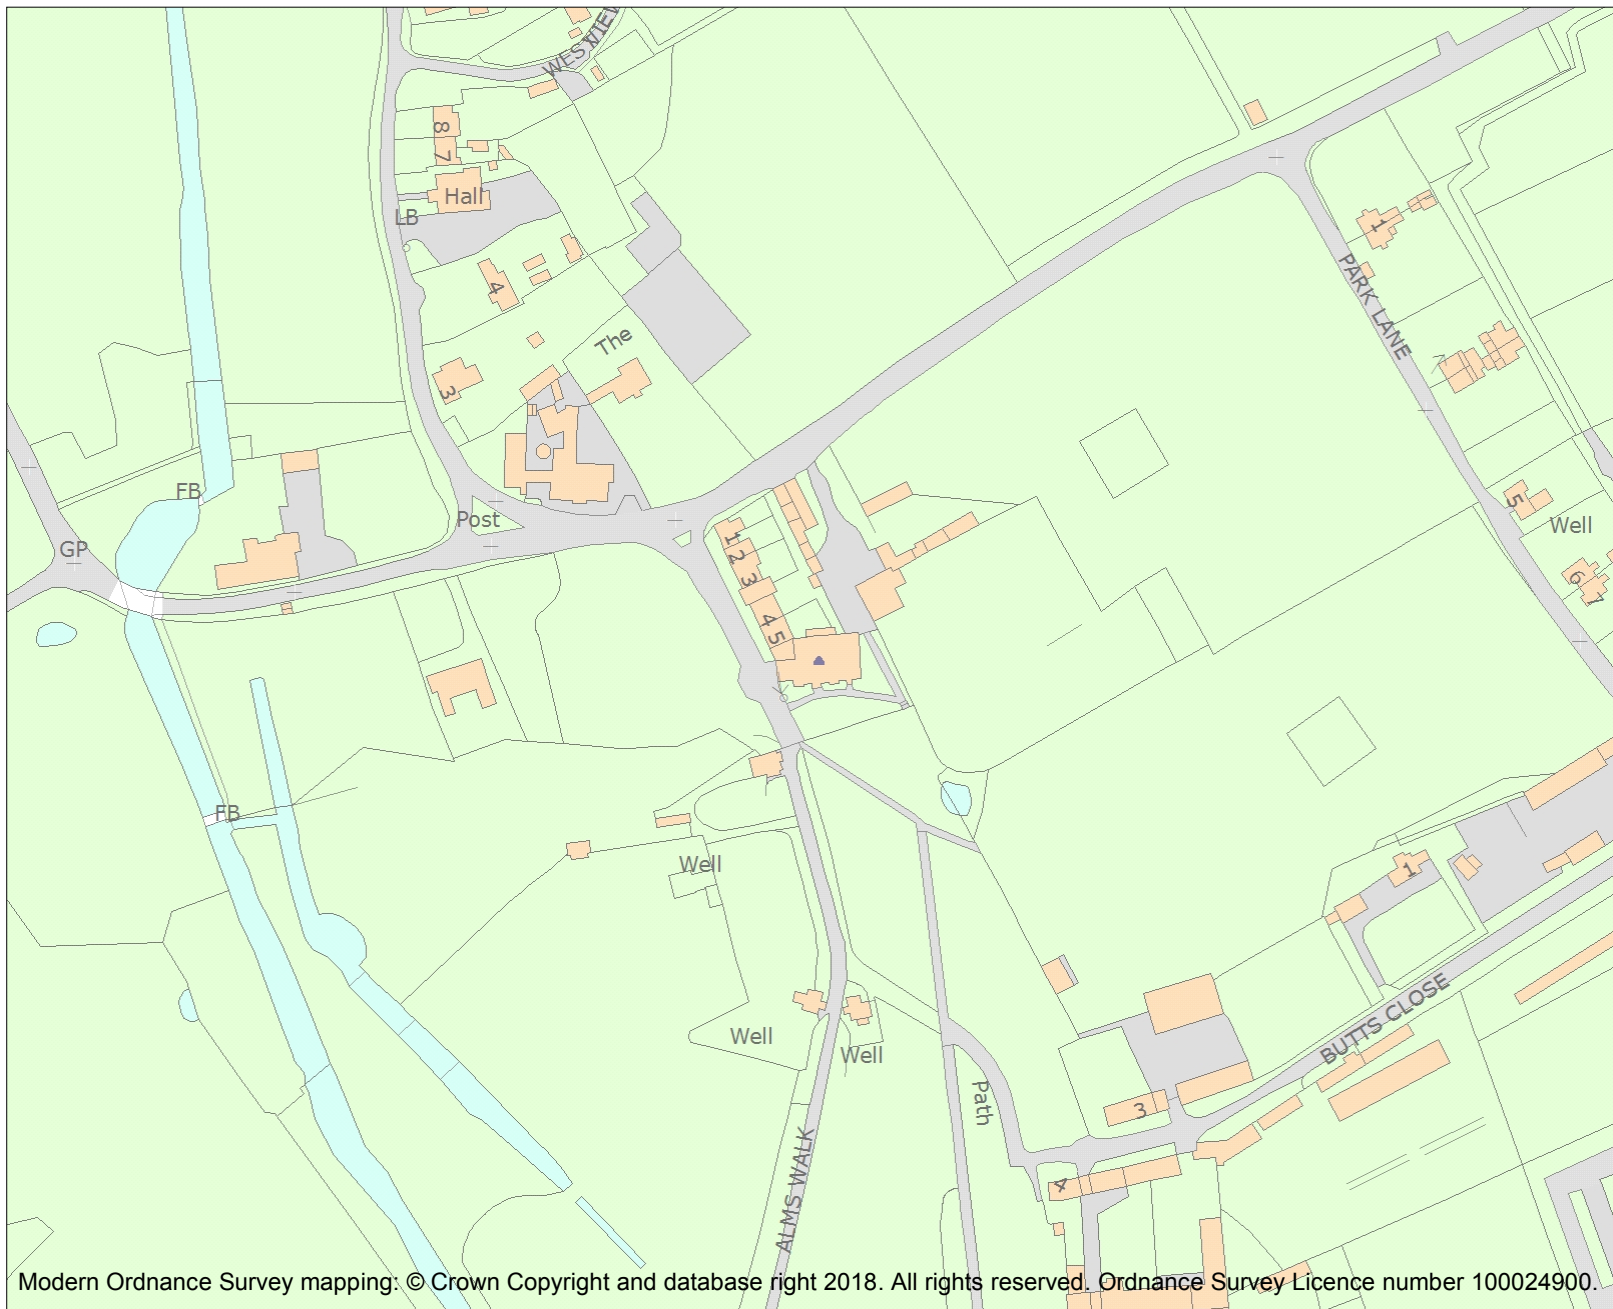 WESTVIEW
8
7
Hall
LB
1
4
PARK LANE
The
3
FB
Post
5
Well
GP
1
2
3
6
7
4
5
FB
Well
1
Well
Well
BUTTS CLOSE
Path
3
ALMS WALK
4
Modern Ordnance Survey mapping: © Crown Copyright and database right 2018. All rights reserved. Ordnance Survey Licence number 100024900.